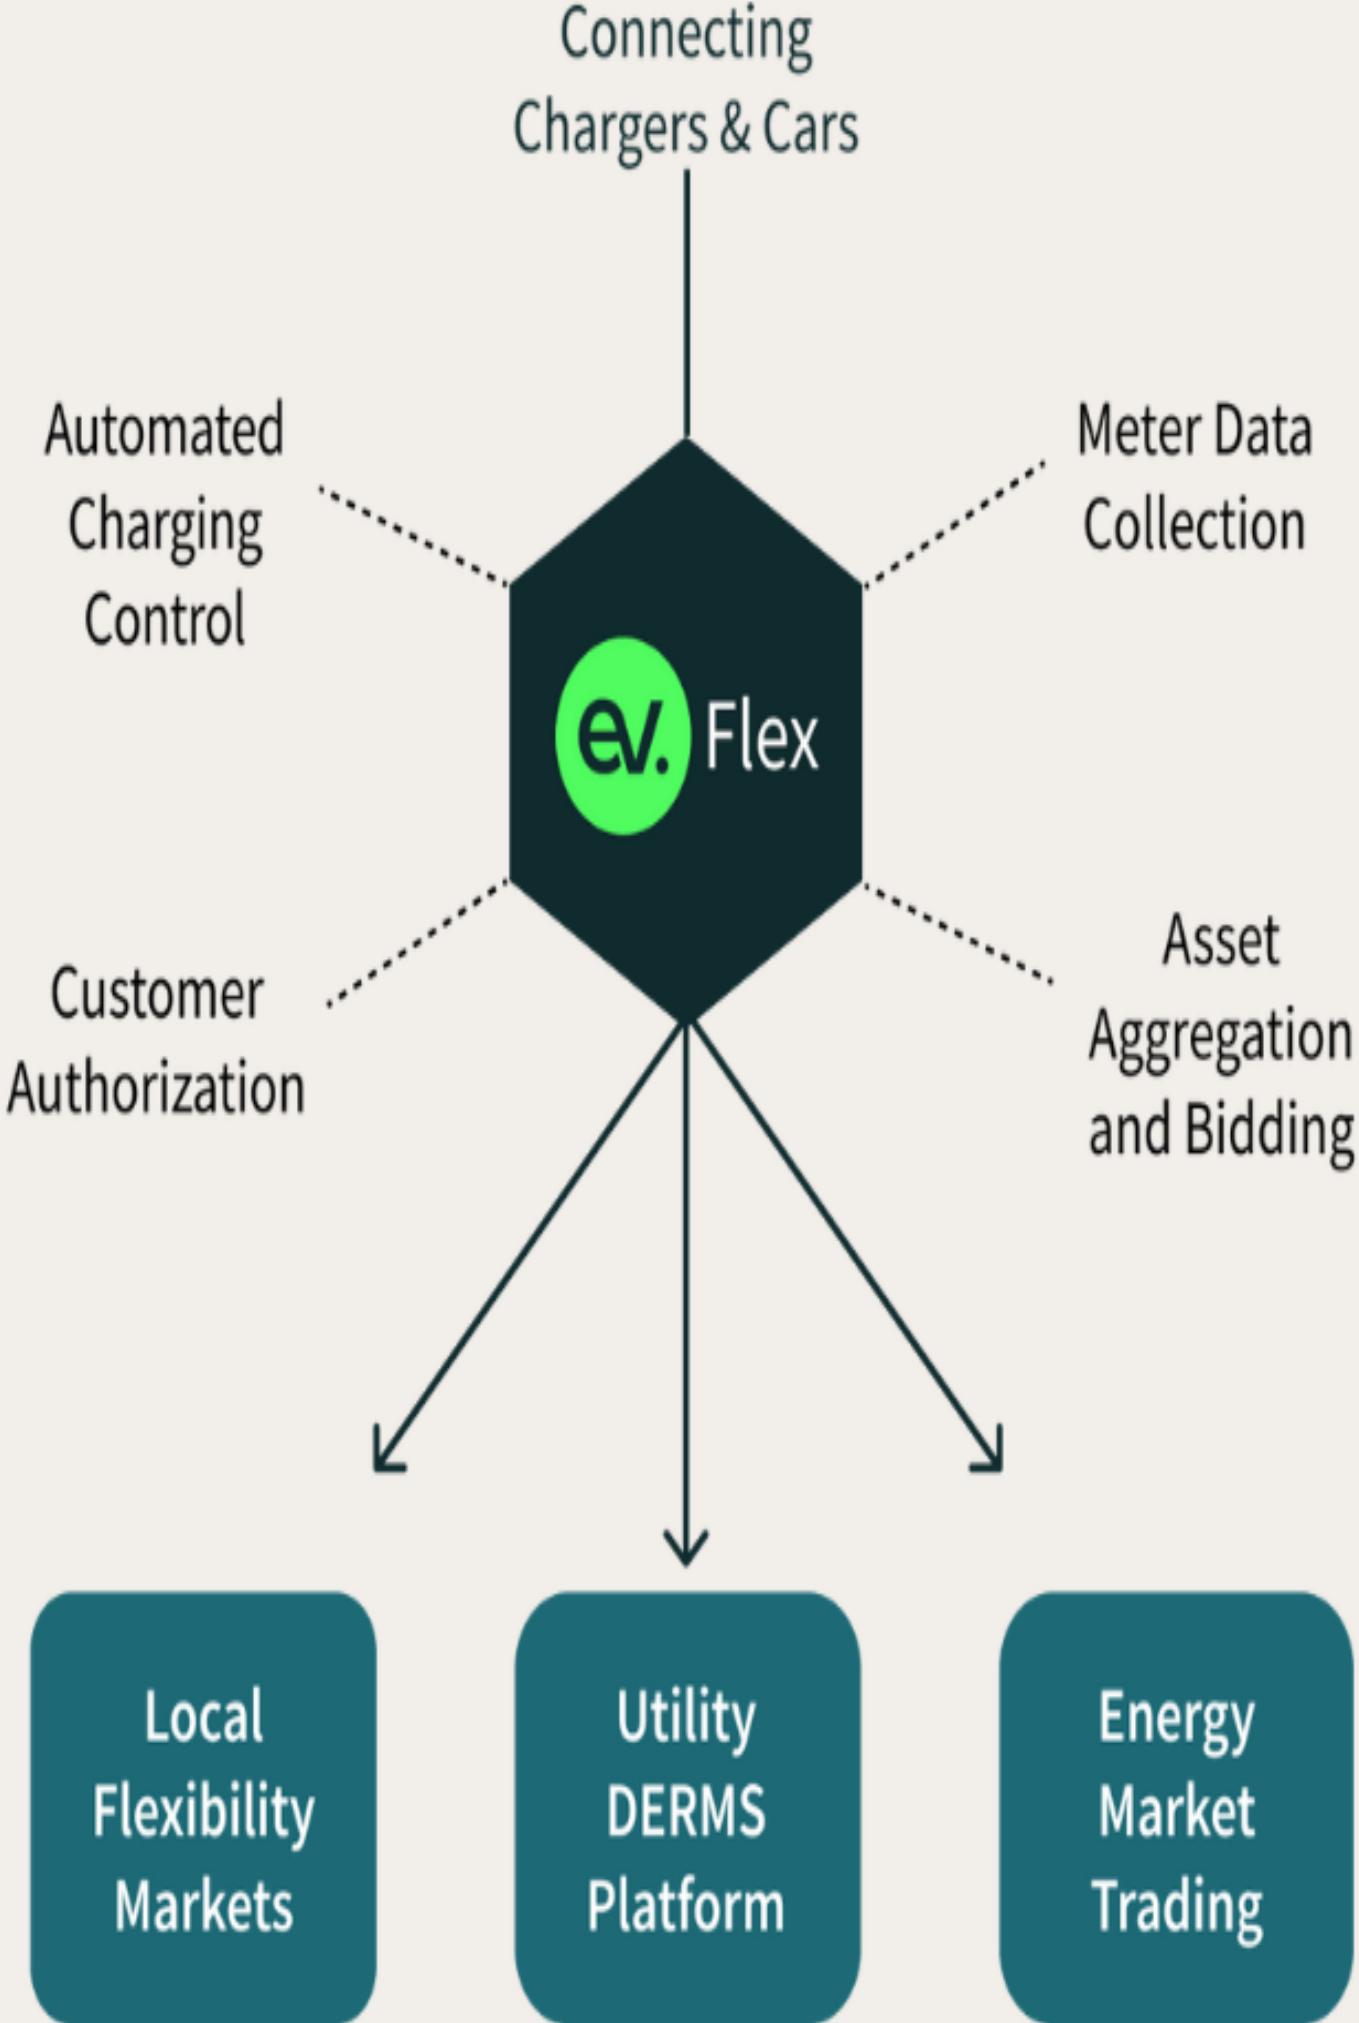 Connecting
Chargers & Cars
Automated
Charging
Control
Meter Data
Collection
ev. Flex
Customer
Authorization
Asset
Aggregation
and Bidding
Local
Flexibility
Markets
Utility
DERMS
Platform
Energy
Market
Trading